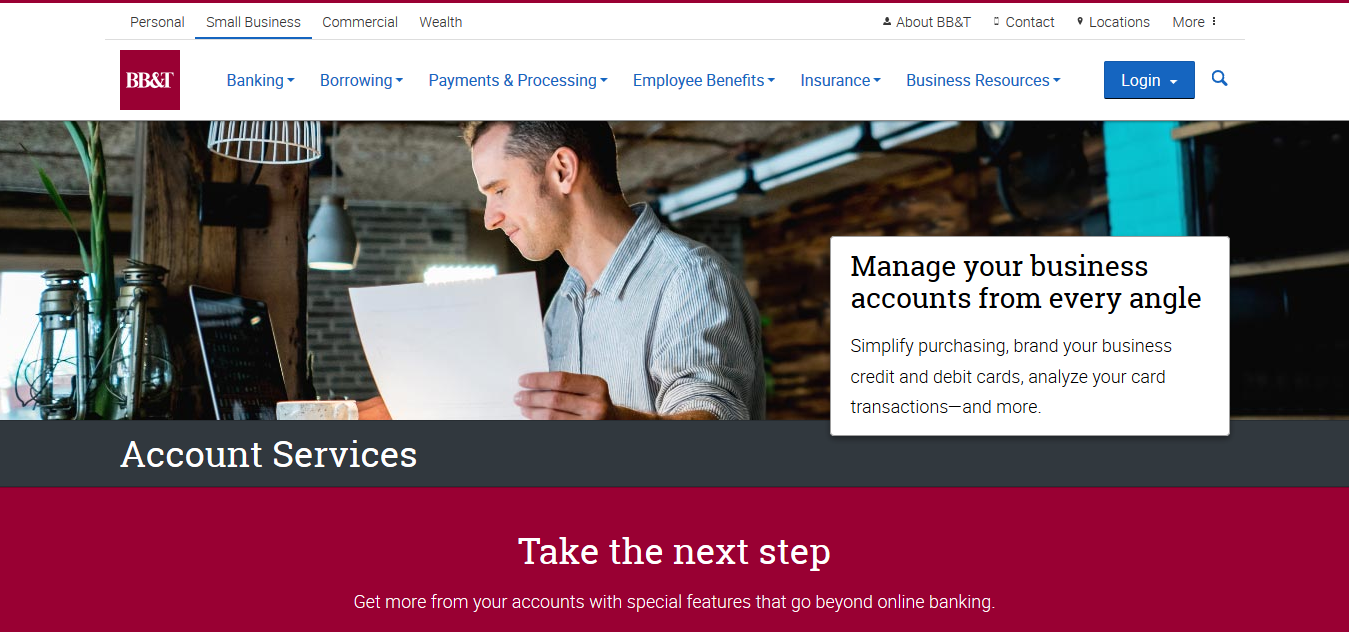 Personal Small Business Commercial Wealth About BB&T Contact Locations More
BB&T Banking Borrowing Payments & Processing Employee Benefits Insurance Business Resources Login
Manage your business
accounts from every angle
Simplify purchasing, brand your business
credit and debit cards, analyze your card
transactions—and more.
Account Services
Take the next step
Get more from your accounts with special features that go beyond online banking.